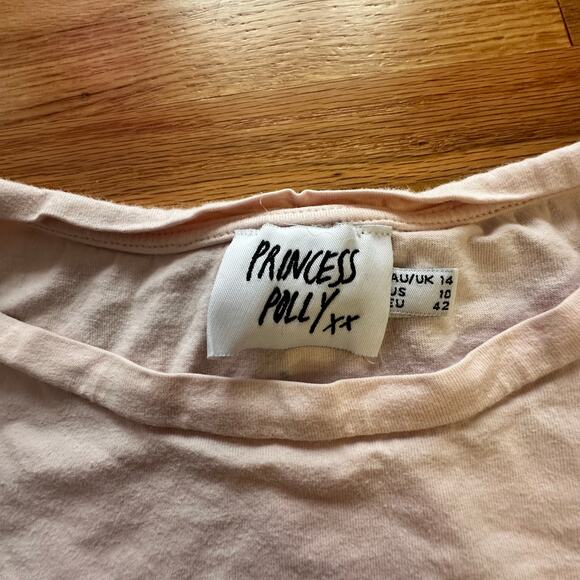 PRINCESS
POLLY xx
AU/UK 14
US 10
EU 42